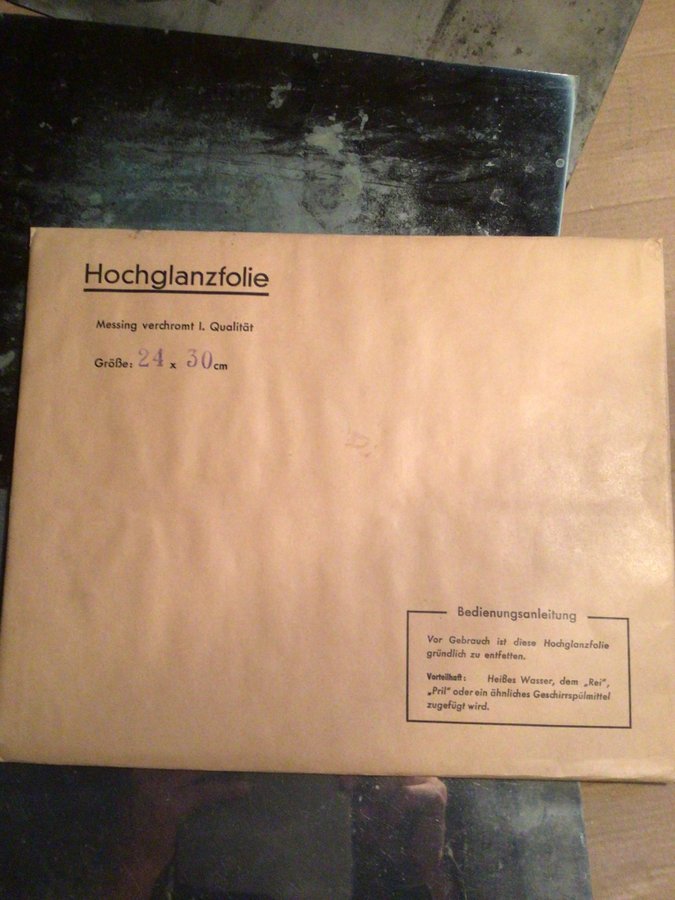 Hochglanzfolie
Messing verchromt I. Qualität
Größe: 24 x 30 cm
Bedienungsanleitung
Vor Gebrauch ist diese Hochglanzfolie
gründlich zu entfetten.
Vorteilhaft: Heißes Wasser, dem „Rei“,
„Pril“ oder ein ähnliches Geschirrspülmittel
zugefügt wird.